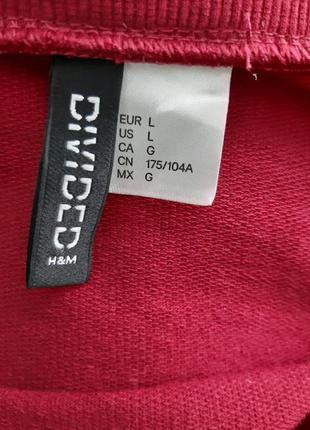 DIVIDED
H&M
EUR L
US L
CA G
CN 175/104A
MX G